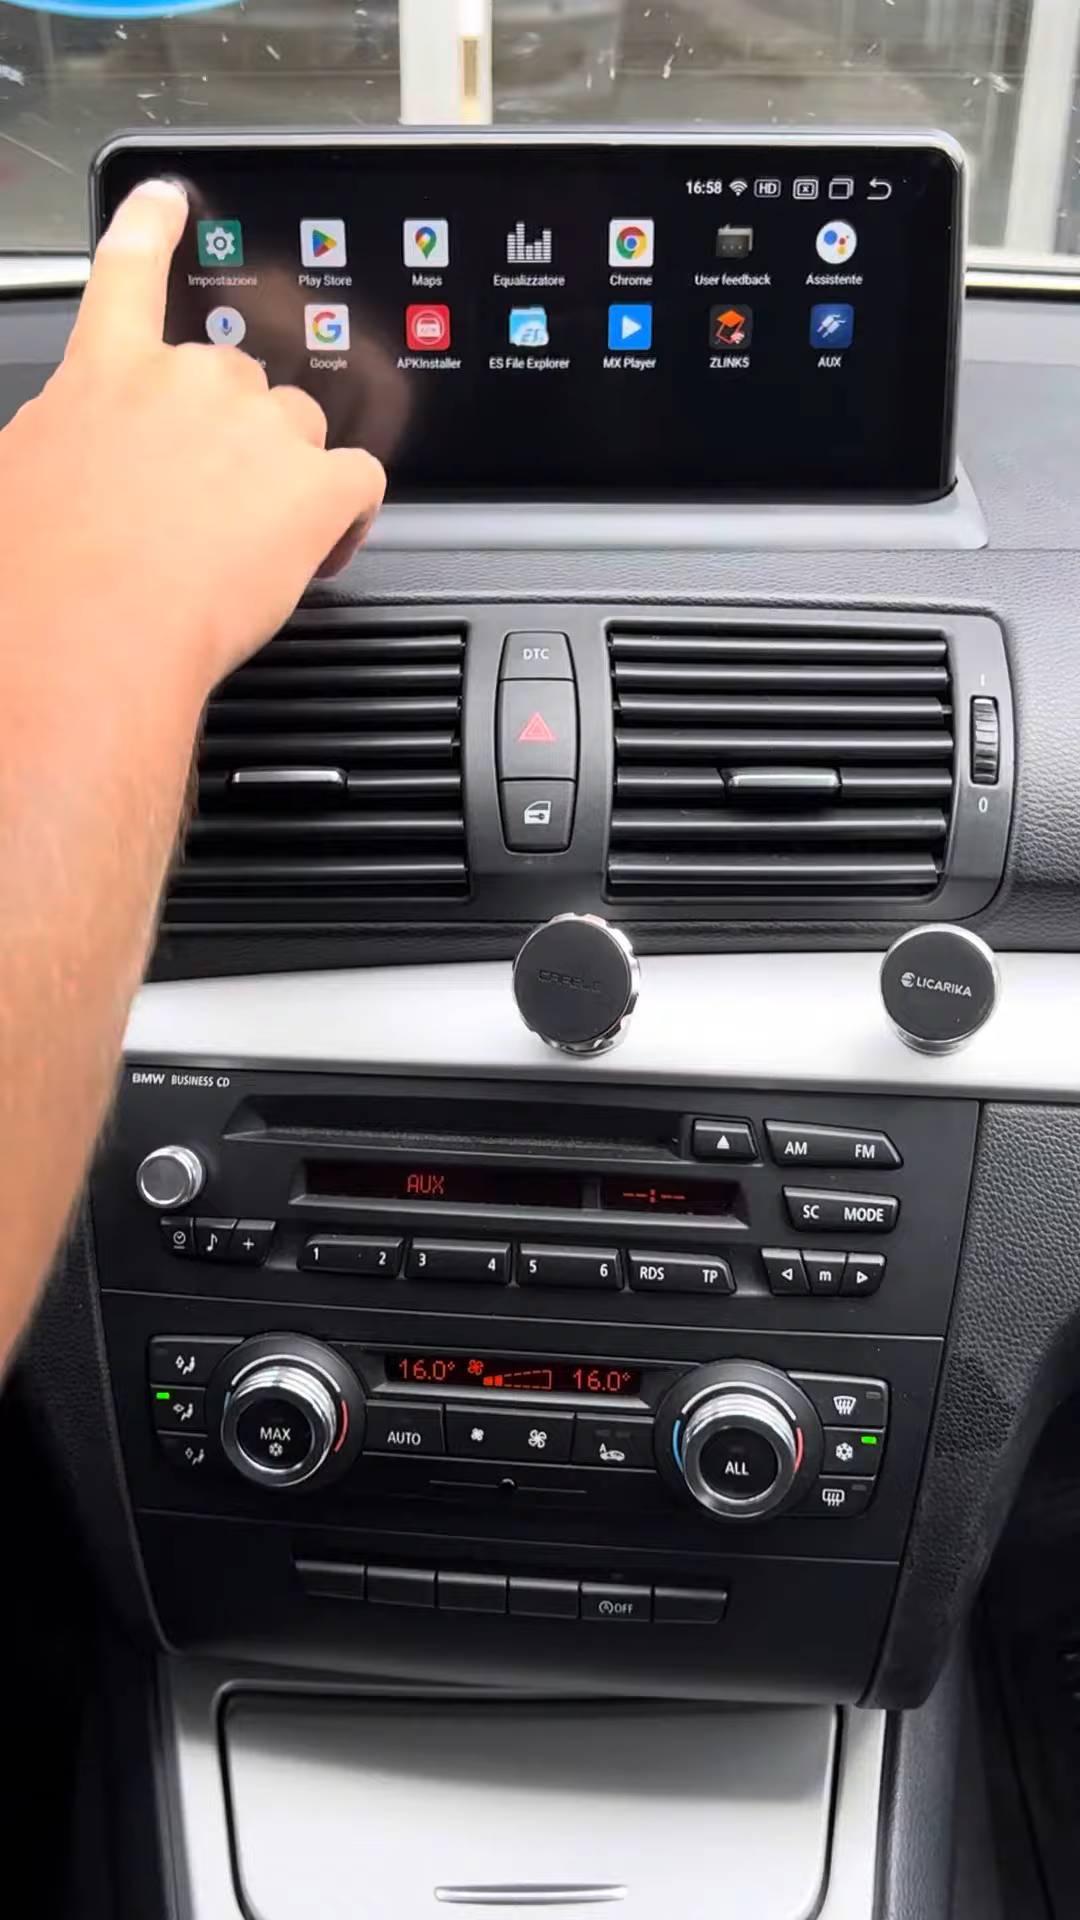 16:58 HD
Impostazioni Play Store Maps Equalizzatore Chrome User feedback Assistente
Google APKInstaller ES File Explorer MX Player ZLINK5 AUX
DTC
I
0
CAFELE LICARIKA
BMW BUSINESS CD
AM FM
AUX --:--
SC MODE
1 2 3 4 5 6 RDS TP m
16.0° 16.0°
MAX AUTO ALL
OFF